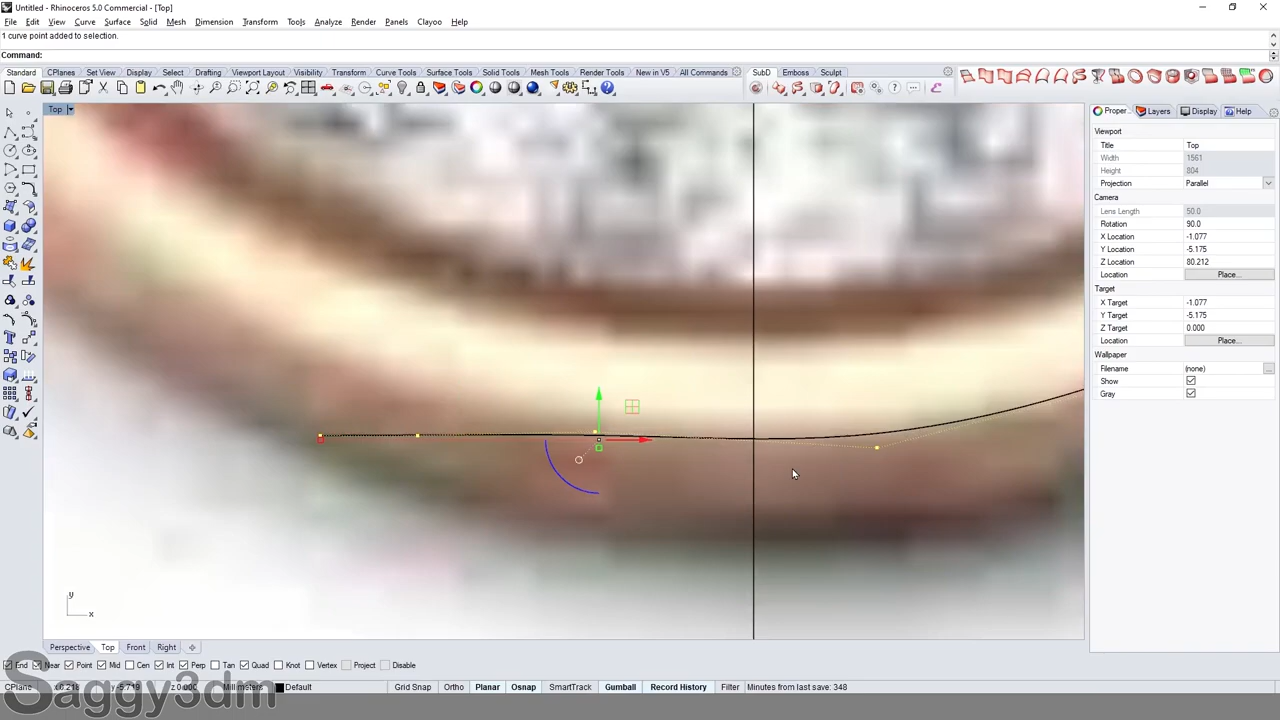 Untitled - Rhinoceros 5.0 Commercial - [Top]
File Edit View Curve Surface Solid Mesh Dimension Transform Tools Analyze Render Panels Clayoo Help
1 curve point added to selection.
Command:
Standard CPlanes Set View Display Select Drafting Viewport Layout Visibility Transform Curve Tools Surface Tools Solid Tools Mesh Tools Render Tools New in V5 All Commands SubD Emboss Sculpt
Top
Proper... Layers Display Help
Viewport
Title Top
Width 1561
Height 804
Projection Parallel
Camera
Lens Length 50.0
Rotation 90.0
X Location -1.077
Y Location -5.175
Z Location 80.212
Location Place...
Target
X Target -1.077
Y Target -5.175
Z Target 0.000
Location Place...
Wallpaper
Filename (none) ...
Show
Gray
y
x
Perspective Top Front Right
End Near Point Mid Cen Int Perp Tan Quad Knot Vertex Project Disable
CPlane x0.218 y-5.719 z0.000 Millimeters Default Grid Snap Ortho Planar Osnap SmartTrack Gumball Record History Filter Minutes from last save: 348
Saggy3dm